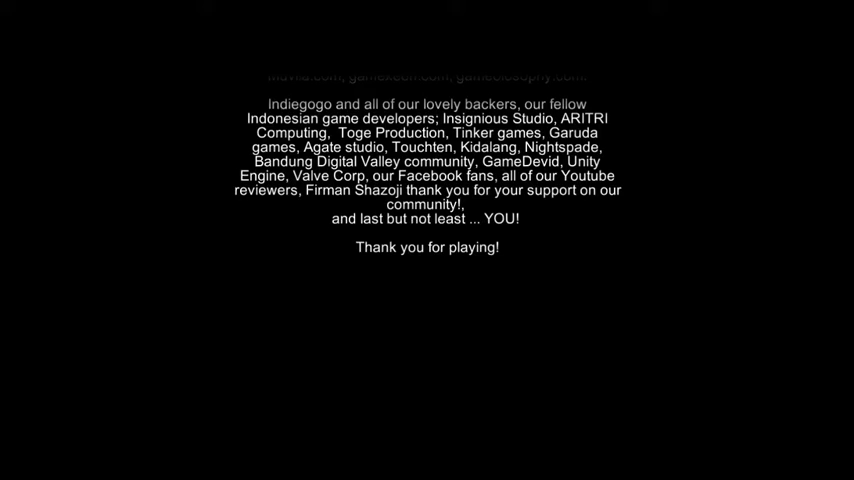 Indiegogo and all of our lovely backers, our fellow
Indonesian game developers; Insignious Studio, ARITRI
Computing, Toge Production, Tinker games, Garuda
games, Agate studio, Touchten, Kidalang, Nightspade,
Bandung Digital Valley community, GameDevid, Unity
Engine, Valve Corp, our Facebook fans, all of our Youtube
reviewers, Firman Shazoji thank you for your support on our
community!,
and last but not least ... YOU!
Thank you for playing!